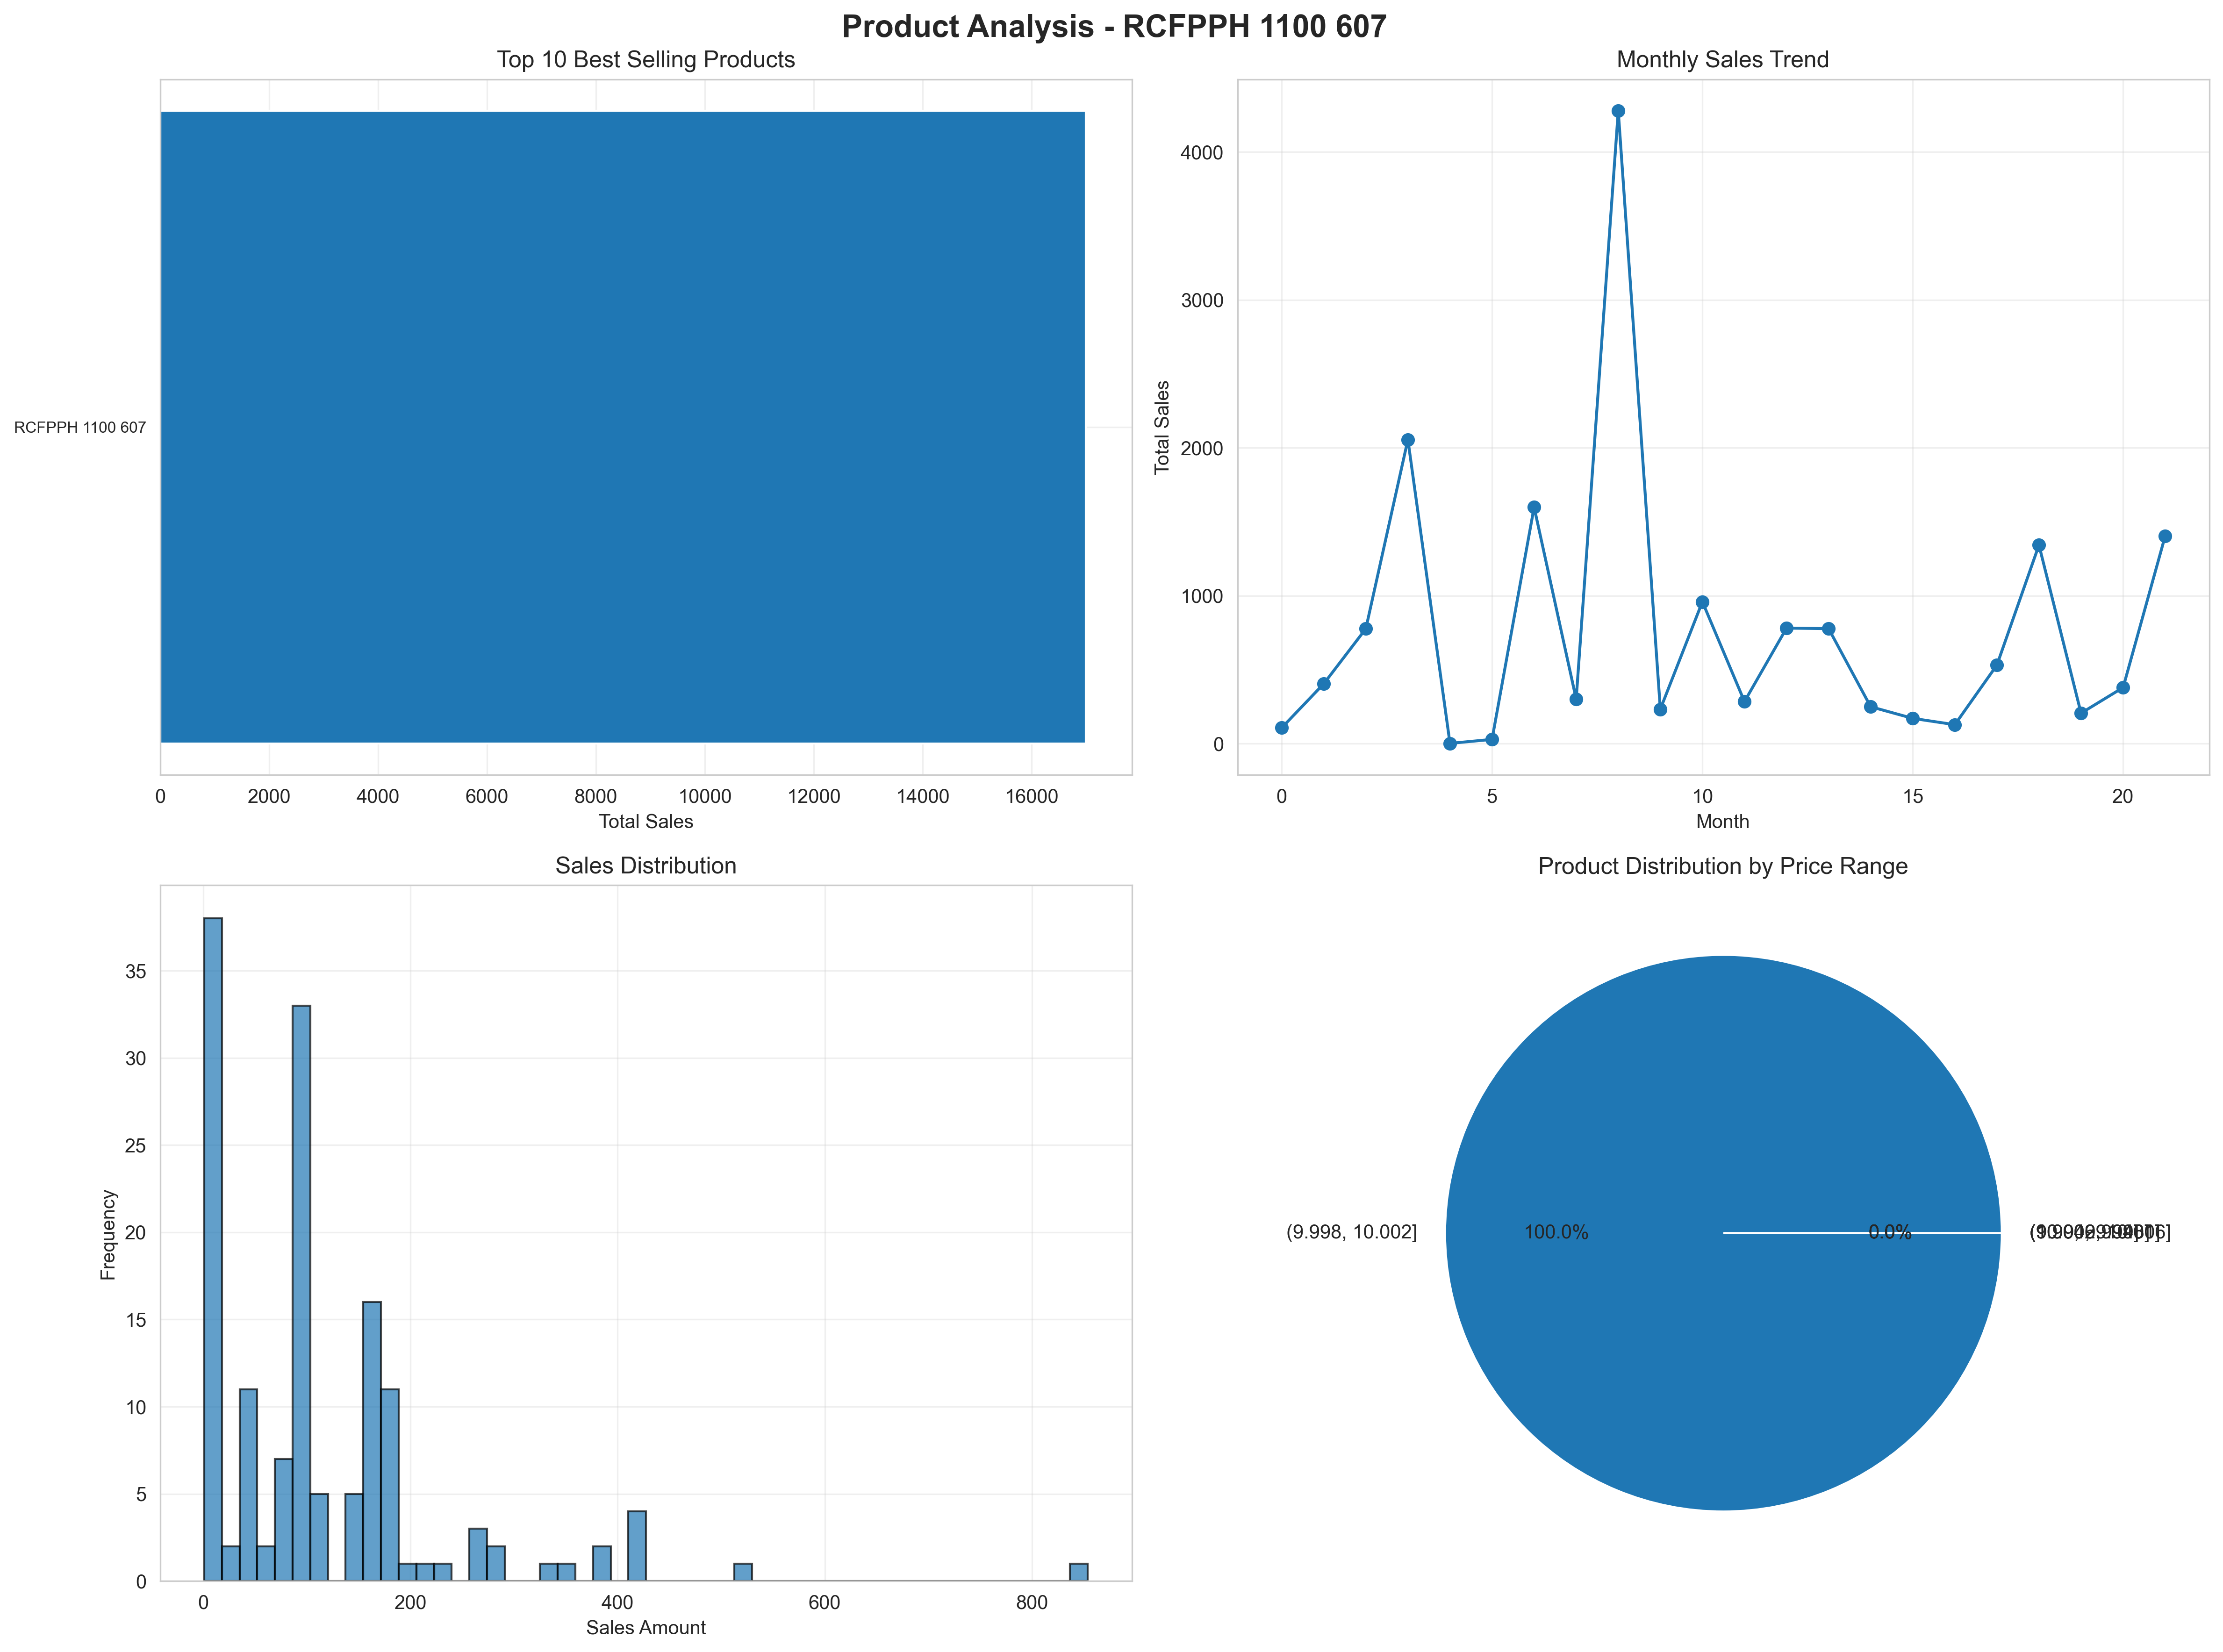 Product Analysis - RCFPPH 1100 607
Top 10 Best Selling Products
RCFPPH 1100 607
0 2000 4000 6000 8000 10000 12000 14000 16000
Total Sales
Monthly Sales Trend
Total Sales
4000
3000
2000
1000
0
0 5 10 15 20
Month
Sales Distribution
Frequency
35
30
25
20
15
10
5
0
0 200 400 600 800
Sales Amount
Product Distribution by Price Range
(9.998, 10.002] 100.0% 0.0%